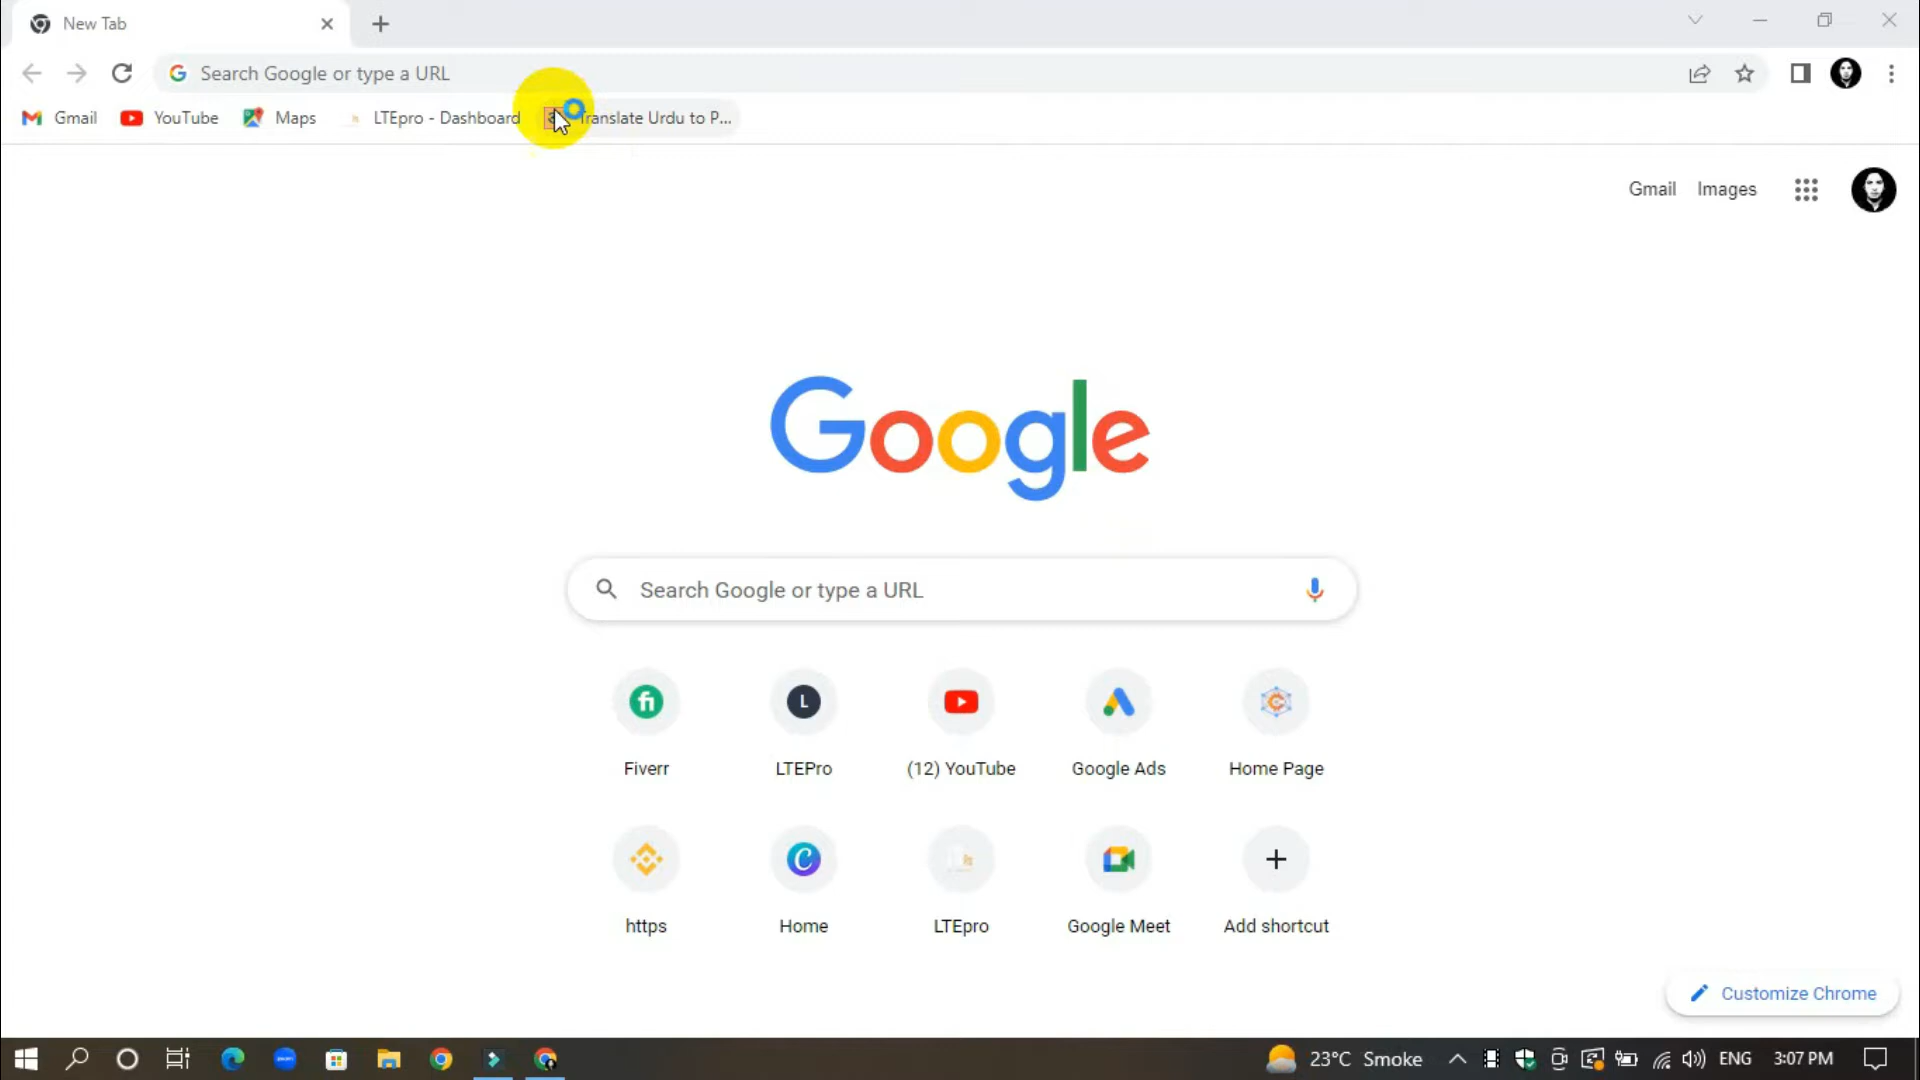 New Tab
Search Google or type a URL
Gmail YouTube Maps LTEpro - Dashboard Translate Urdu to P...
Gmail Images
Google
Search Google or type a URL
Fiverr LTEPro (12) YouTube Google Ads Home Page
https Home LTEpro Google Meet Add shortcut
Customize Chrome
23°C Smoke ENG 3:07 PM